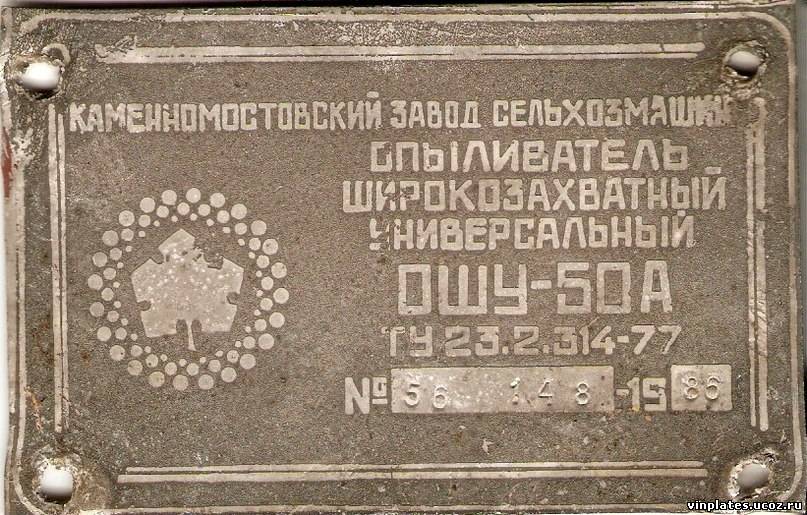 КАМЕННОМОСТОВСКИЙ ЗАВОД СЕЛЬХОЗМАШИН
ОПЫЛИВАТЕЛЬ
ШИРОКОЗАХВАТНЫЙ
УНИВЕРСАЛЬНЫЙ
ОШУ-50А
ТУ 23.2.314-77
№ 56 148-1986
vinplates.ucoz.ru